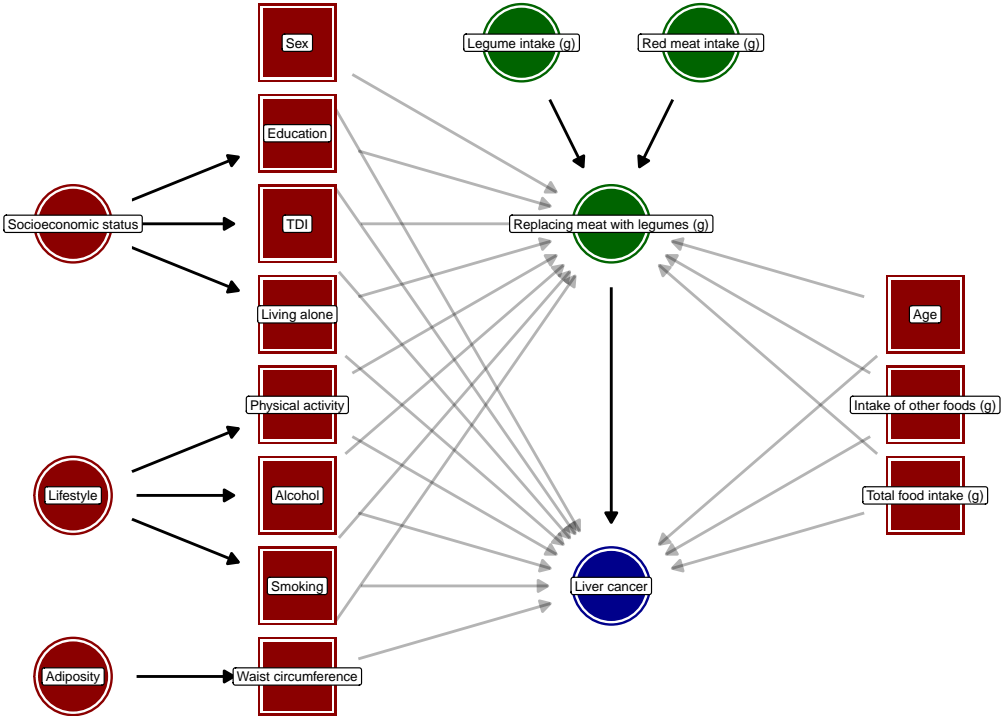 Sex
Legume intake (g)
Red meat intake (g)
Education
Socioeconomic status
TDI
Replacing meat with legumes (g)
Living alone
Age
Physical activity
Intake of other foods (g)
Lifestyle
Alcohol
Total food intake (g)
Smoking
Liver cancer
Adiposity
Waist circumference